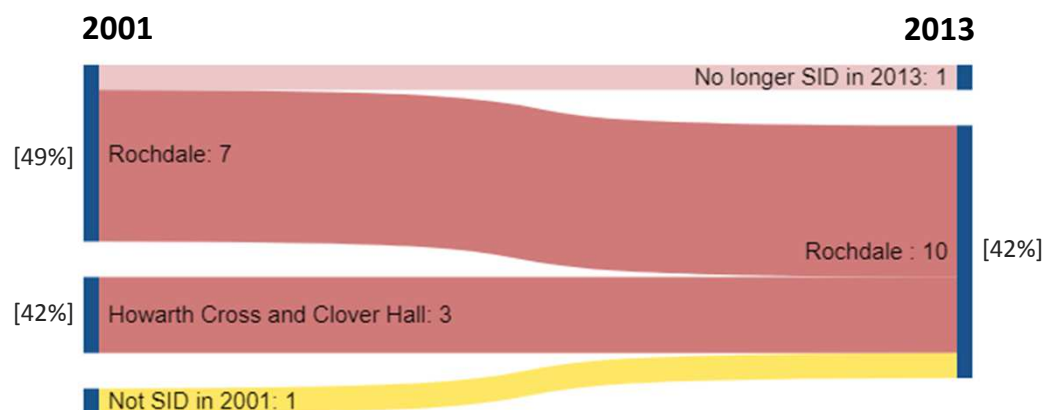 2001
2013
No longer SID in 2013: 1
[49%]
Rochdale: 7
Rochdale : 10
[42%]
[42%]
Howarth Cross and Clover Hall: 3
Not SID in 2001: 1